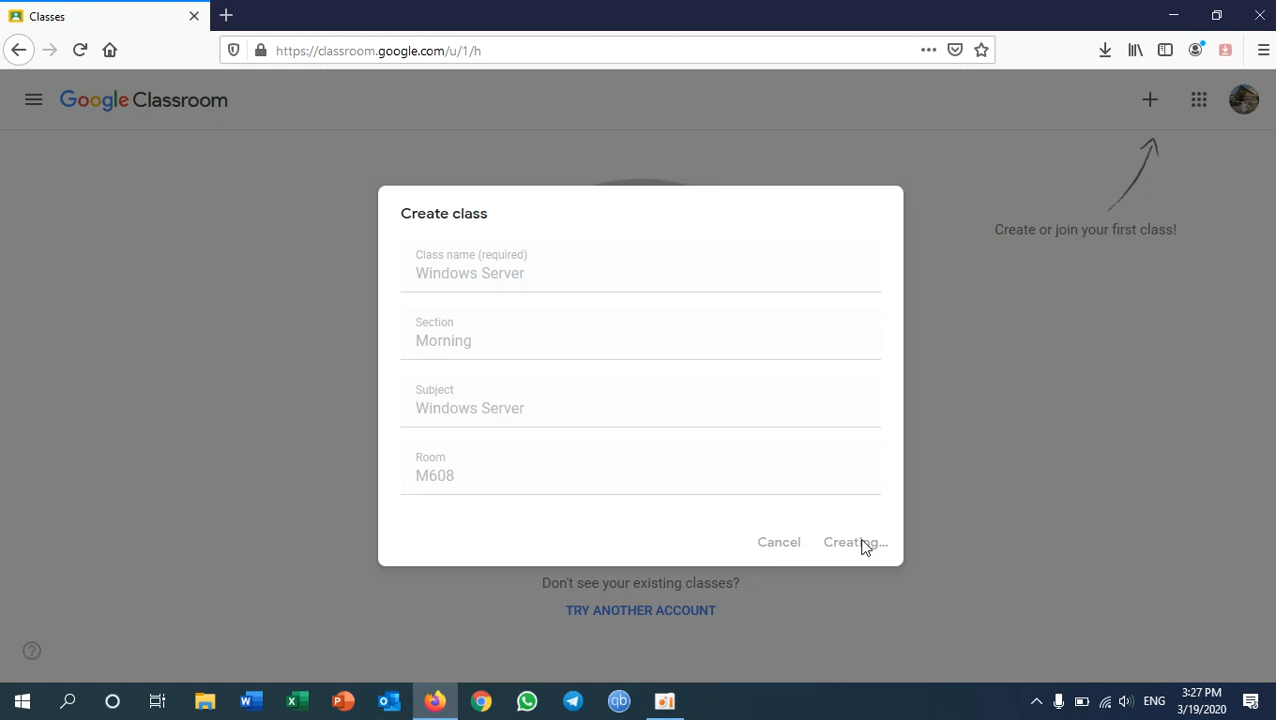 Classes
https://classroom.google.com/u/1/h
Google Classroom
Create or join your first class!
Create class
Class name (required)
Windows Server
Section
Morning
Subject
Windows Server
Room
M608
Cancel
Creating...
Don't see your existing classes?
TRY ANOTHER ACCOUNT
ENG
3:27 PM
3/19/2020